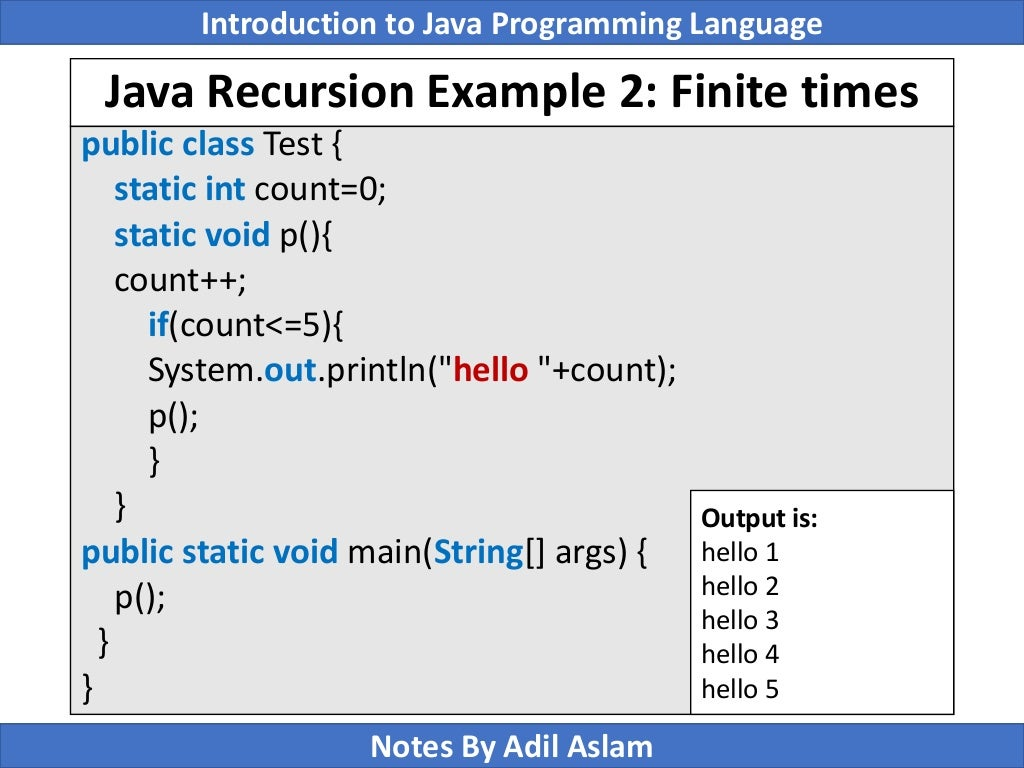 Introduction to Java Programming Language
Java Recursion Example 2: Finite times
public class Test {
static int count=0;
static void p(){
count++;
if(count<=5){
System.out.println("hello "+count);
p();
}
}
public static void main(String[] args) {
p();
}
}
Output is:
hello 1
hello 2
hello 3
hello 4
hello 5
Notes By Adil Aslam